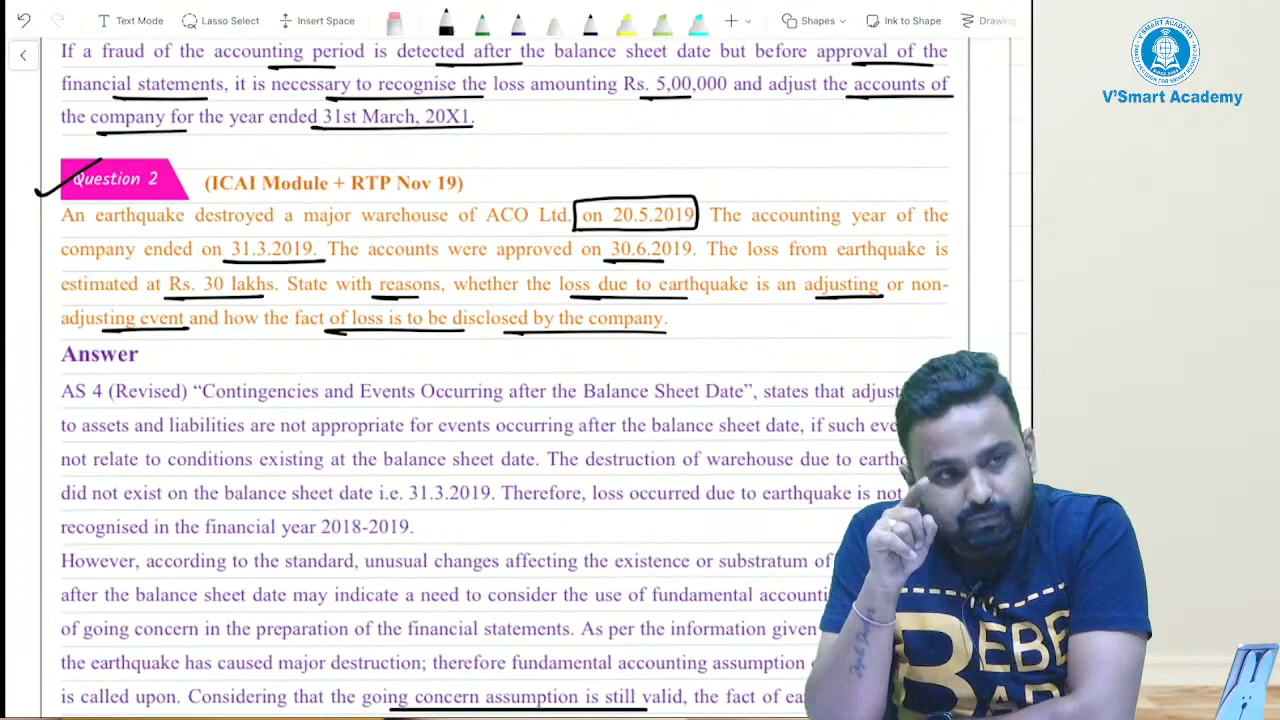 Text Mode Lasso Select Insert Space Shapes Ink to Shape Drawing
If a fraud of the accounting period is detected after the balance sheet date but before approval of the
financial statements, it is necessary to recognise the loss amounting Rs. 5,00,000 and adjust the accounts of
the company for the year ended 31st March, 20X1.
V'SMART ACADEMY
V'Smart Academy
Question 2 (ICAI Module + RTP Nov 19)
An earthquake destroyed a major warehouse of ACO Ltd. on 20.5.2019 The accounting year of the
company ended on 31.3.2019. The accounts were approved on 30.6.2019. The loss from earthquake is
estimated at Rs. 30 lakhs. State with reasons, whether the loss due to earthquake is an adjusting or non-
adjusting event and how the fact of loss is to be disclosed by the company.
Answer
AS 4 (Revised) “Contingencies and Events Occurring after the Balance Sheet Date”, states that adjust
to assets and liabilities are not appropriate for events occurring after the balance sheet date, if such eve
not relate to conditions existing at the balance sheet date. The destruction of warehouse due to earthq
did not exist on the balance sheet date i.e. 31.3.2019. Therefore, loss occurred due to earthquake is not
recognised in the financial year 2018-2019.
However, according to the standard, unusual changes affecting the existence or substratum of
after the balance sheet date may indicate a need to consider the use of fundamental accounti
of going concern in the preparation of the financial statements. As per the information given
the earthquake has caused major destruction; therefore fundamental accounting assumption
is called upon. Considering that the going concern assumption is still valid, the fact of ea
REBE
BAD